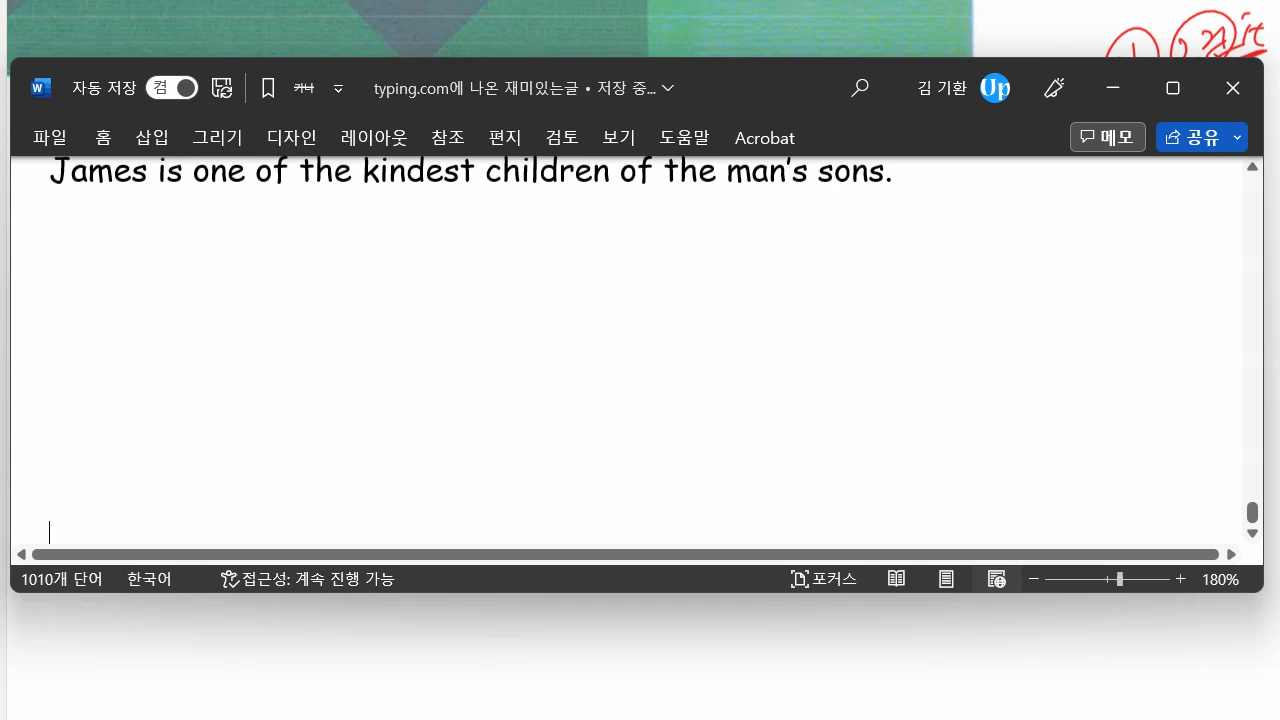 자동 저장 켬 가나 typing.com에 나온 재미있는글 • 저장 중... 김 기환 Up
파일 홈 삽입 그리기 디자인 레이아웃 참조 편지 검토 보기 도움말 Acrobat 메모 공유
James is one of the kindest children of the man's sons.
1010개 단어 한국어 접근성: 계속 진행 가능 포커스 180%